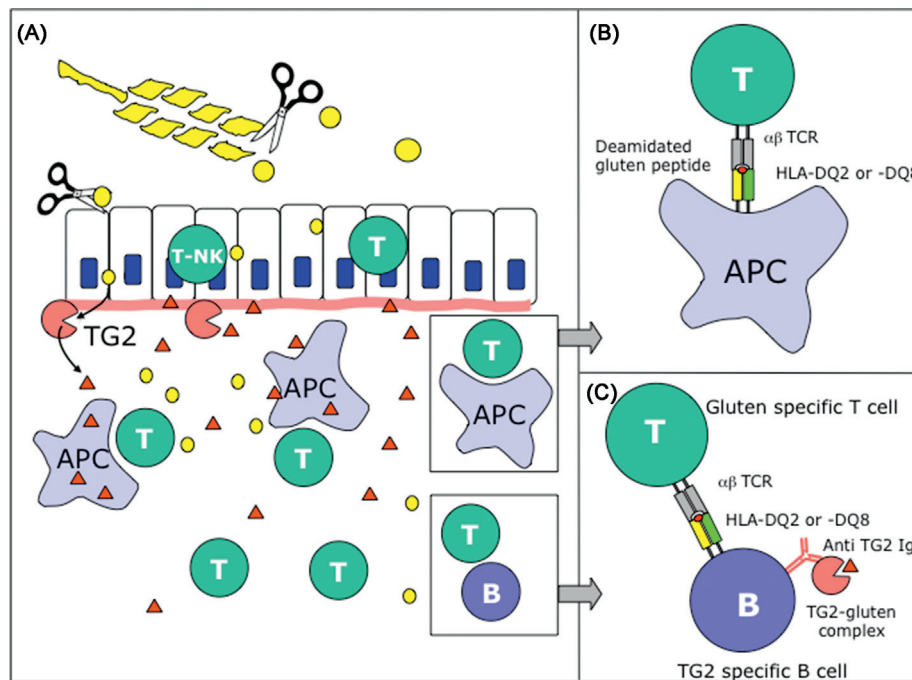 (A)
T-NK
T
TG2
APC
T
APC
T
T
APC
T
T
T
B
(B)
T
αβ TCR
Deamidated
gluten peptide
HLA-DQ2 or -DQ8
APC
(C)
T
Gluten specific T cell
αβ TCR
HLA-DQ2 or -DQ8
Anti TG2 Ig
B
TG2-gluten
complex
TG2 specific B cell